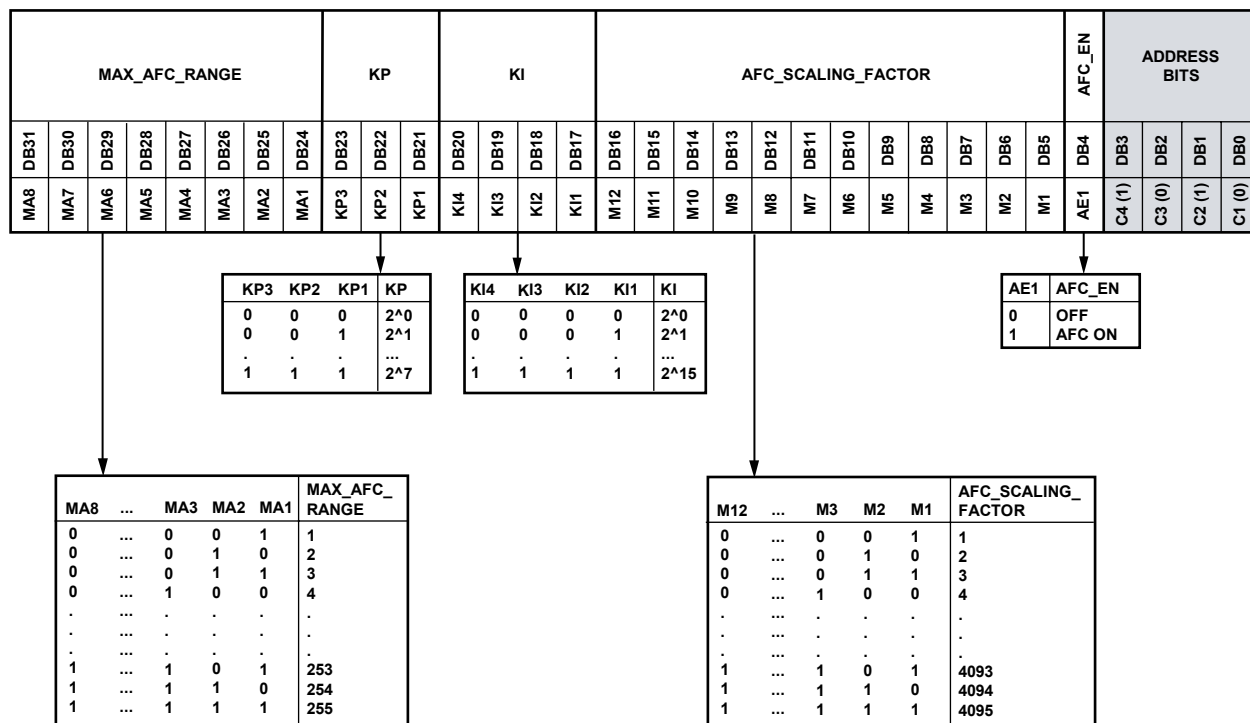 MAX_AFC_RANGE KP KI AFC_SCALING_FACTOR AFC_EN ADDRESS BITS
DB31 DB30 DB29 DB28 DB27 DB26 DB25 DB24 DB23 DB22 DB21 DB20 DB19 DB18 DB17 DB16 DB15 DB14 DB13 DB12 DB11 DB10 DB9 DB8 DB7 DB6 DB5 DB4 DB3 DB2 DB1 DB0
MA8 MA7 MA6 MA5 MA4 MA3 MA2 MA1 KP3 KP2 KP1 KI4 KI3 KI2 KI1 M12 M11 M10 M9 M8 M7 M6 M5 M4 M3 M2 M1 AE1 C4 (1) C3 (0) C2 (1) C1 (0)
KP3 KP2 KP1 KP
0 0 0 2^0
0 0 1 2^1
. . . ...
1 1 1 2^7
KI4 KI3 KI2 KI1 KI
0 0 0 0 2^0
0 0 0 1 2^1
. . . . ...
1 1 1 1 2^15
AE1 AFC_EN
0 OFF
1 AFC ON
MA8 ... MA3 MA2 MA1 MAX_AFC_
RANGE
0 ... 0 0 1 1
0 ... 0 1 0 2
0 ... 0 1 1 3
0 ... 1 0 0 4
. ... . . . .
. ... . . . .
. ... . . . .
1 ... 1 0 1 253
1 ... 1 1 0 254
1 ... 1 1 1 255
M12 ... M3 M2 M1 AFC_SCALING_
FACTOR
0 ... 0 0 1 1
0 ... 0 1 0 2
0 ... 0 1 1 3
0 ... 1 0 0 4
. ... . . . .
. ... . . . .
. ... . . . .
1 ... 1 0 1 4093
1 ... 1 1 0 4094
1 ... 1 1 1 4095